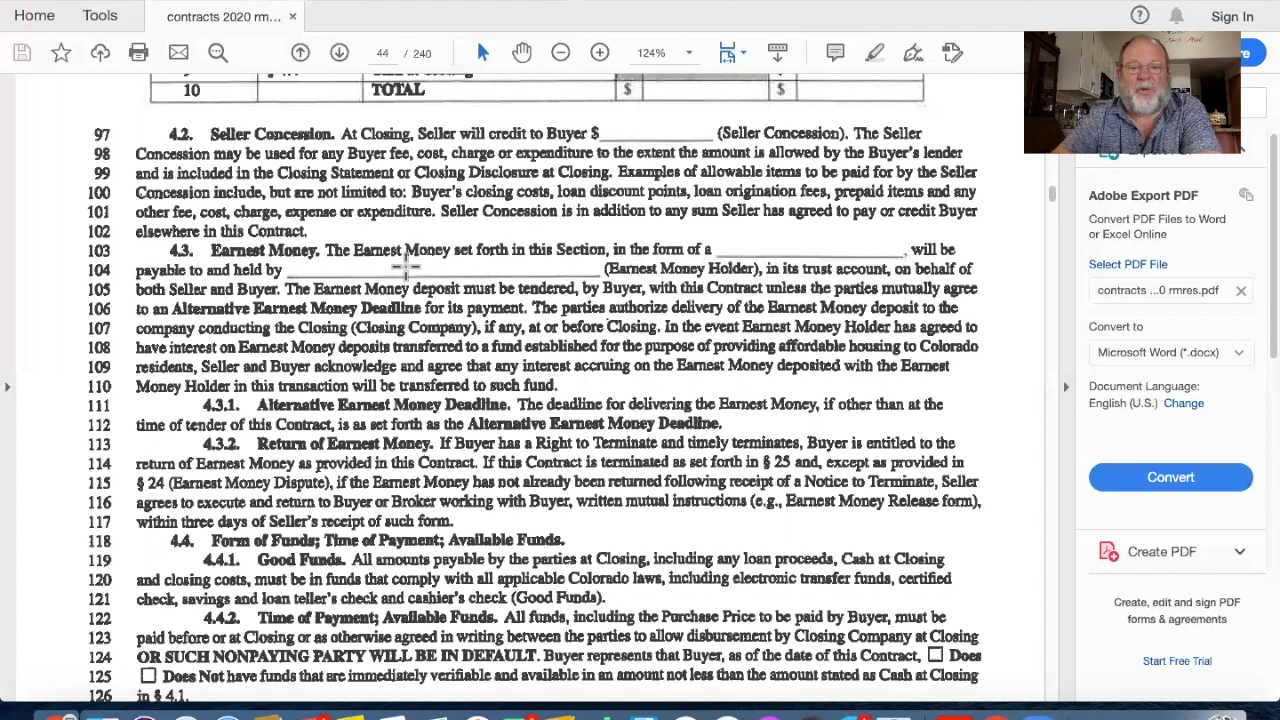 Home
Tools
contracts 2020 rm... ×
Sign In
44 / 240
124%
10 TOTAL $ $
97 4.2. Seller Concession. At Closing, Seller will credit to Buyer $____________ (Seller Concession). The Seller
98 Concession may be used for any Buyer fee, cost, charge or expenditure to the extent the amount is allowed by the Buyer's lender
99 and is included in the Closing Statement or Closing Disclosure at Closing. Examples of allowable items to be paid for by the Seller
100 Concession include, but are not limited to: Buyer's closing costs, loan discount points, loan origination fees, prepaid items and any
101 other fee, cost, charge, expense or expenditure. Seller Concession is in addition to any sum Seller has agreed to pay or credit Buyer
102 elsewhere in this Contract.
103 4.3. Earnest Money. The Earnest Money set forth in this Section, in the form of a ____________________, will be
104 payable to and held by ________________________________ (Earnest Money Holder), in its trust account, on behalf of
105 both Seller and Buyer. The Earnest Money deposit must be tendered, by Buyer, with this Contract unless the parties mutually agree
106 to an Alternative Earnest Money Deadline for its payment. The parties authorize delivery of the Earnest Money deposit to the
107 company conducting the Closing (Closing Company), if any, at or before Closing. In the event Earnest Money Holder has agreed to
108 have interest on Earnest Money deposits transferred to a fund established for the purpose of providing affordable housing to Colorado
109 residents, Seller and Buyer acknowledge and agree that any interest accruing on the Earnest Money deposited with the Earnest
110 Money Holder in this transaction will be transferred to such fund.
111 4.3.1. Alternative Earnest Money Deadline. The deadline for delivering the Earnest Money, if other than at the
112 time of tender of this Contract, is as set forth as the Alternative Earnest Money Deadline.
113 4.3.2. Return of Earnest Money. If Buyer has a Right to Terminate and timely terminates, Buyer is entitled to the
114 return of Earnest Money as provided in this Contract. If this Contract is terminated as set forth in § 25 and, except as provided in
115 § 24 (Earnest Money Dispute), if the Earnest Money has not already been returned following receipt of a Notice to Terminate, Seller
116 agrees to execute and return to Buyer or Broker working with Buyer, written mutual instructions (e.g., Earnest Money Release form),
117 within three days of Seller's receipt of such form.
118 4.4. Form of Funds; Time of Payment; Available Funds.
119 4.4.1. Good Funds. All amounts payable by the parties at Closing, including any loan proceeds, Cash at Closing
120 and closing costs, must be in funds that comply with all applicable Colorado laws, including electronic transfer funds, certified
121 check, savings and loan teller's check and cashier's check (Good Funds).
122 4.4.2. Time of Payment; Available Funds. All funds, including the Purchase Price to be paid by Buyer, must be
123 paid before or at Closing or as otherwise agreed in writing between the parties to allow disbursement by Closing Company at Closing
124 OR SUCH NONPAYING PARTY WILL BE IN DEFAULT. Buyer represents that Buyer, as of the date of this Contract, ☐ Does
125 ☐ Does Not have funds that are immediately verifiable and available in an amount not less than the amount stated as Cash at Closing
126 in § 4.1.
Adobe Export PDF
Convert PDF Files to Word
or Excel Online
Select PDF File
contracts ...0 rmres.pdf ×
Convert to
Microsoft Word (*.docx)
Document Language:
English (U.S.) Change
Convert
Create PDF
Create, edit and sign PDF
forms & agreements
Start Free Trial